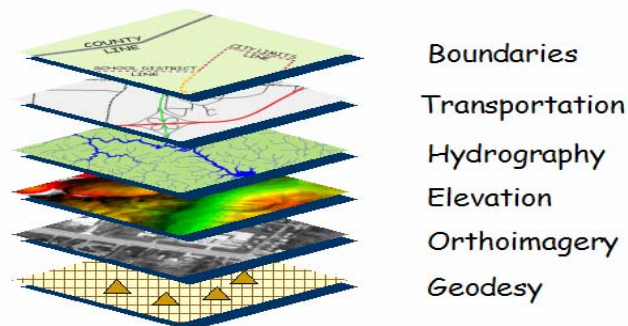 COUNTY
LINE
CITY LIMITS
LINE
SCHOOL DISTRICT
LINE
Boundaries
Transportation
Hydrography
Elevation
Orthoimagery
Geodesy